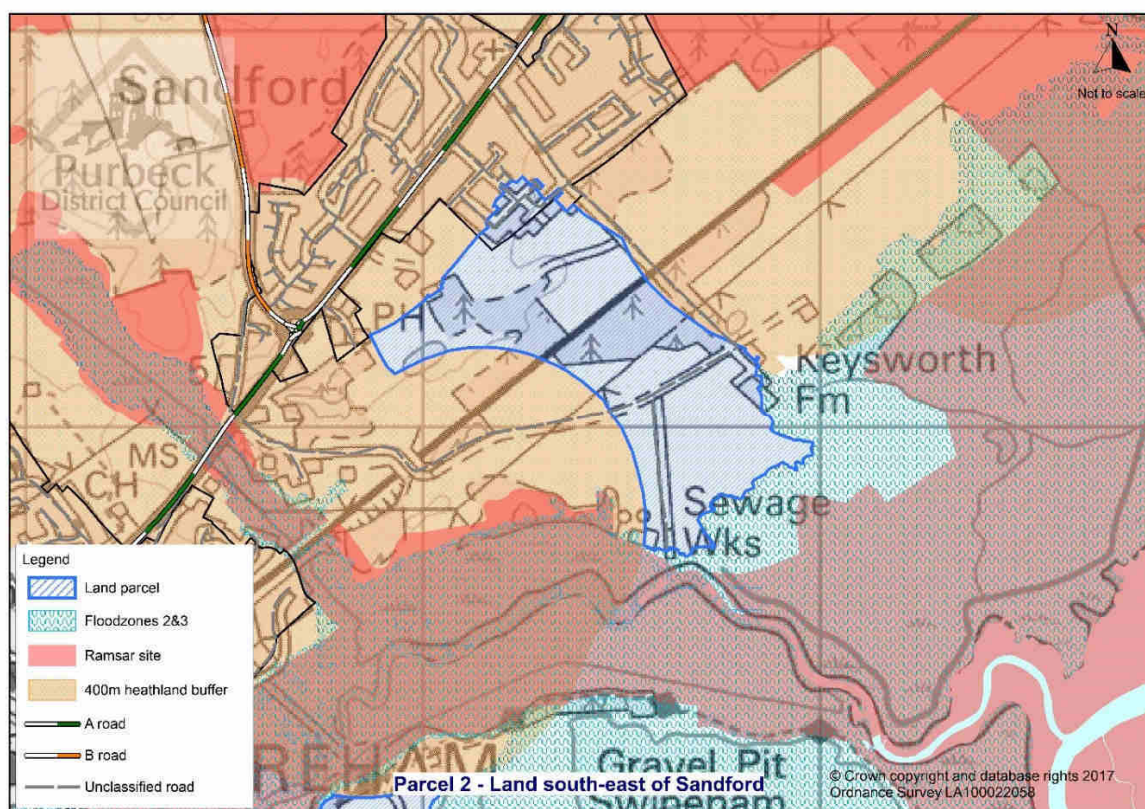 Sandford
Purbeck
District Council
N
Not to scale
PH
Keysworth
Fm
MS
CH
Sewage
Wks
Legend
Land parcel
Floodzones 2&3
Ramsar site
400m heathland buffer
A road
B road
Unclassified road
REHAM
Gravel Pit
Swineham
Parcel 2 - Land south-east of Sandford
© Crown copyright and database rights 2017
Ordnance Survey LA100022058